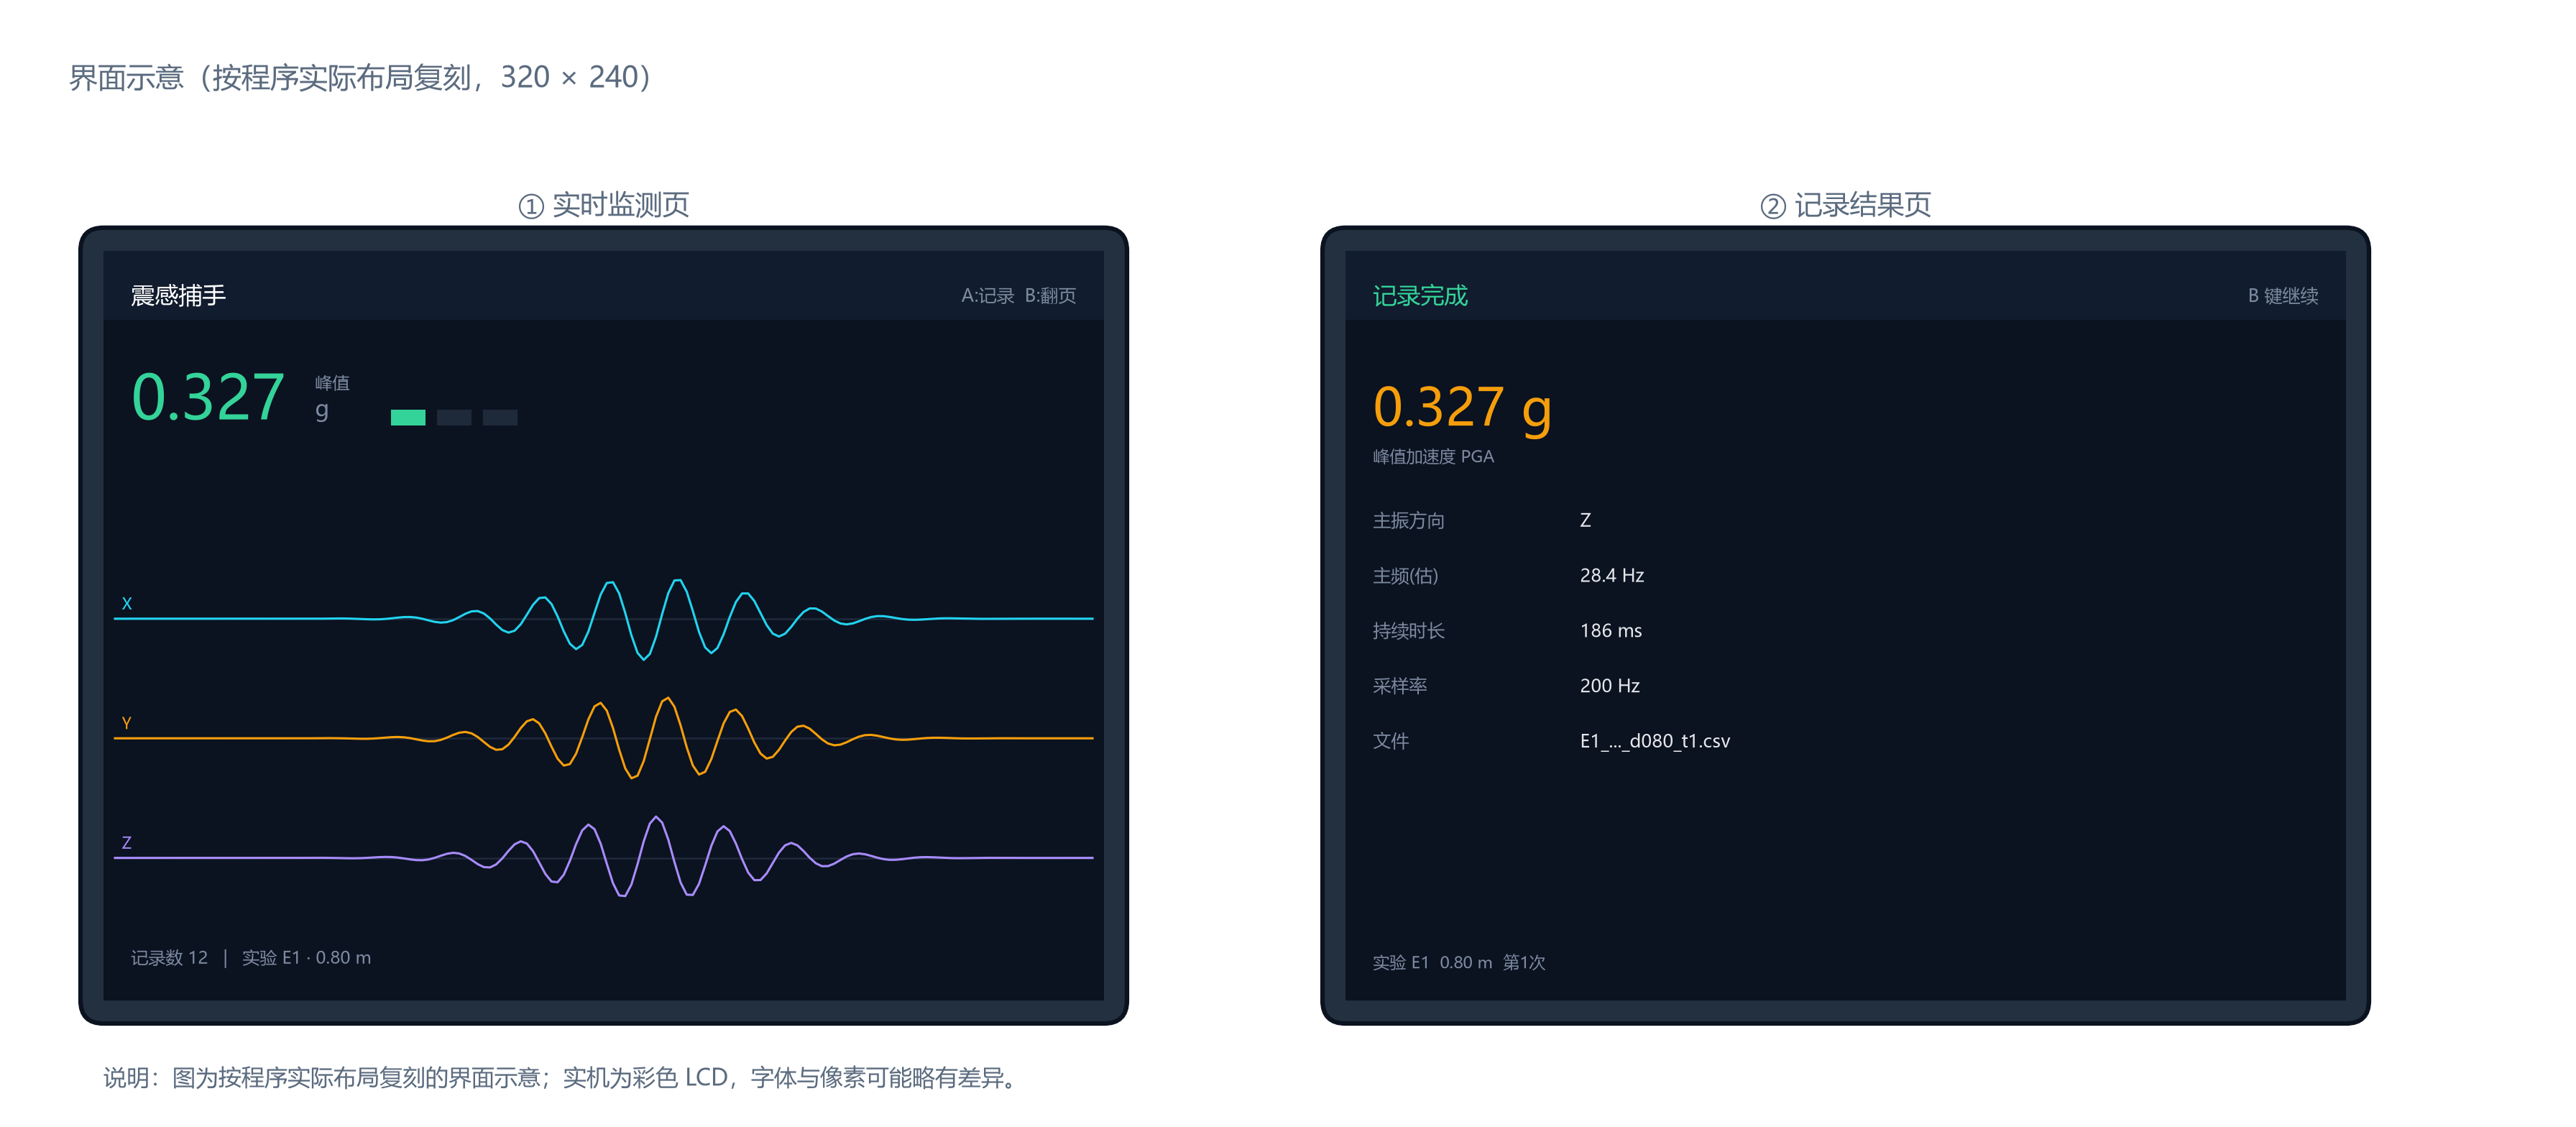 界面示意（按程序实际布局复刻，320 × 240）
① 实时监测页
震感捕手
A:记录 B:翻页
0.327
峰值
g
X
Y
Z
记录数 12 | 实验 E1 · 0.80 m
② 记录结果页
记录完成
B 键继续
0.327 g
峰值加速度 PGA
主振方向 Z
主频(估) 28.4 Hz
持续时长 186 ms
采样率 200 Hz
文件 E1_..._d080_t1.csv
实验 E1 0.80 m 第1次
说明：图为按程序实际布局复刻的界面示意；实机为彩色 LCD，字体与像素可能略有差异。